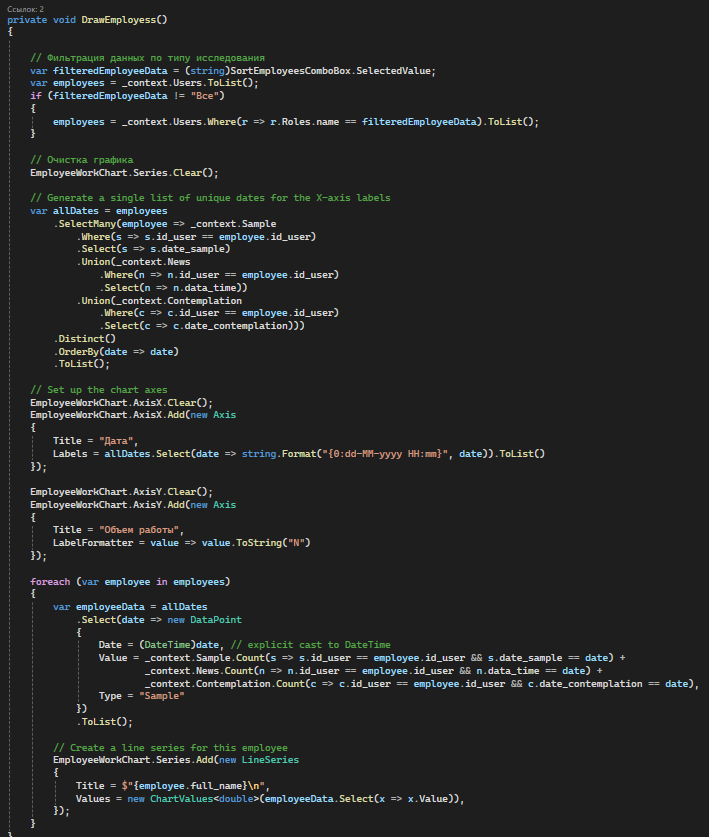 Ссылок: 2
private void DrawEmployess()
{
// Фильтрация данных по типу исследования
var filteredEmployeeData = (string)SortEmployeesComboBox.SelectedValue;
var employees = _context.Users.ToList();
if (filteredEmployeeData != "Все")
{
employees = _context.Users.Where(r => r.Roles.name == filteredEmployeeData).ToList();
}
// Очистка графика
EmployeeWorkChart.Series.Clear();
// Generate a single list of unique dates for the X-axis labels
var allDates = employees
.SelectMany(employee => _context.Sample
.Where(s => s.id_user == employee.id_user)
.Select(s => s.date_sample)
.Union(_context.News
.Where(n => n.id_user == employee.id_user)
.Select(n => n.data_time))
.Union(_context.Contemplation
.Where(c => c.id_user == employee.id_user)
.Select(c => c.date_contemplation)))
.Distinct()
.OrderBy(date => date)
.ToList();
// Set up the chart axes
EmployeeWorkChart.AxisX.Clear();
EmployeeWorkChart.AxisX.Add(new Axis
{
Title = "Дата",
Labels = allDates.Select(date => string.Format("{0:dd-MM-yyyy HH:mm}", date)).ToList()
});
EmployeeWorkChart.AxisY.Clear();
EmployeeWorkChart.AxisY.Add(new Axis
{
Title = "Объем работы",
LabelFormatter = value => value.ToString("N")
});
foreach (var employee in employees)
{
var employeeData = allDates
.Select(date => new DataPoint
{
Date = (DateTime)date, // explicit cast to DateTime
Value = _context.Sample.Count(s => s.id_user == employee.id_user && s.date_sample == date) +
_context.News.Count(n => n.id_user == employee.id_user && n.data_time == date) +
_context.Contemplation.Count(c => c.id_user == employee.id_user && c.date_contemplation == date),
Type = "Sample"
})
.ToList();
// Create a line series for this employee
EmployeeWorkChart.Series.Add(new LineSeries
{
Title = $"{employee.full_name}\n",
Values = new ChartValues<double>(employeeData.Select(x => x.Value)),
});
}
}